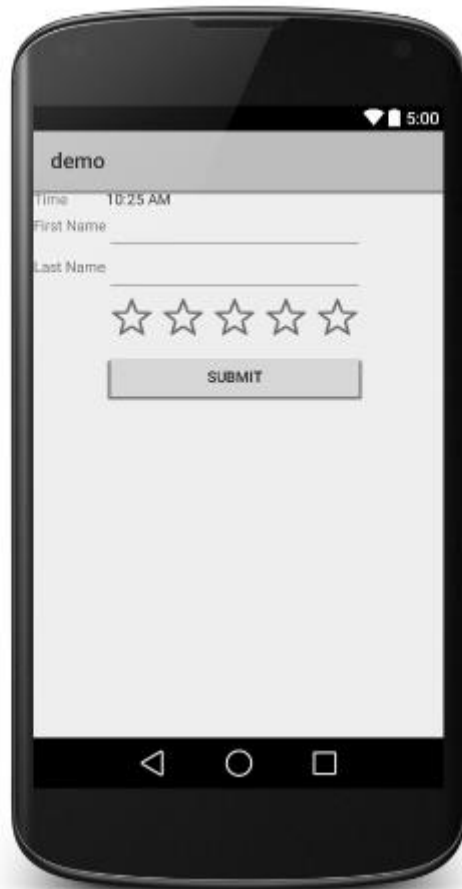 5:00
demo
Time 10:25 AM
First Name
Last Name
SUBMIT